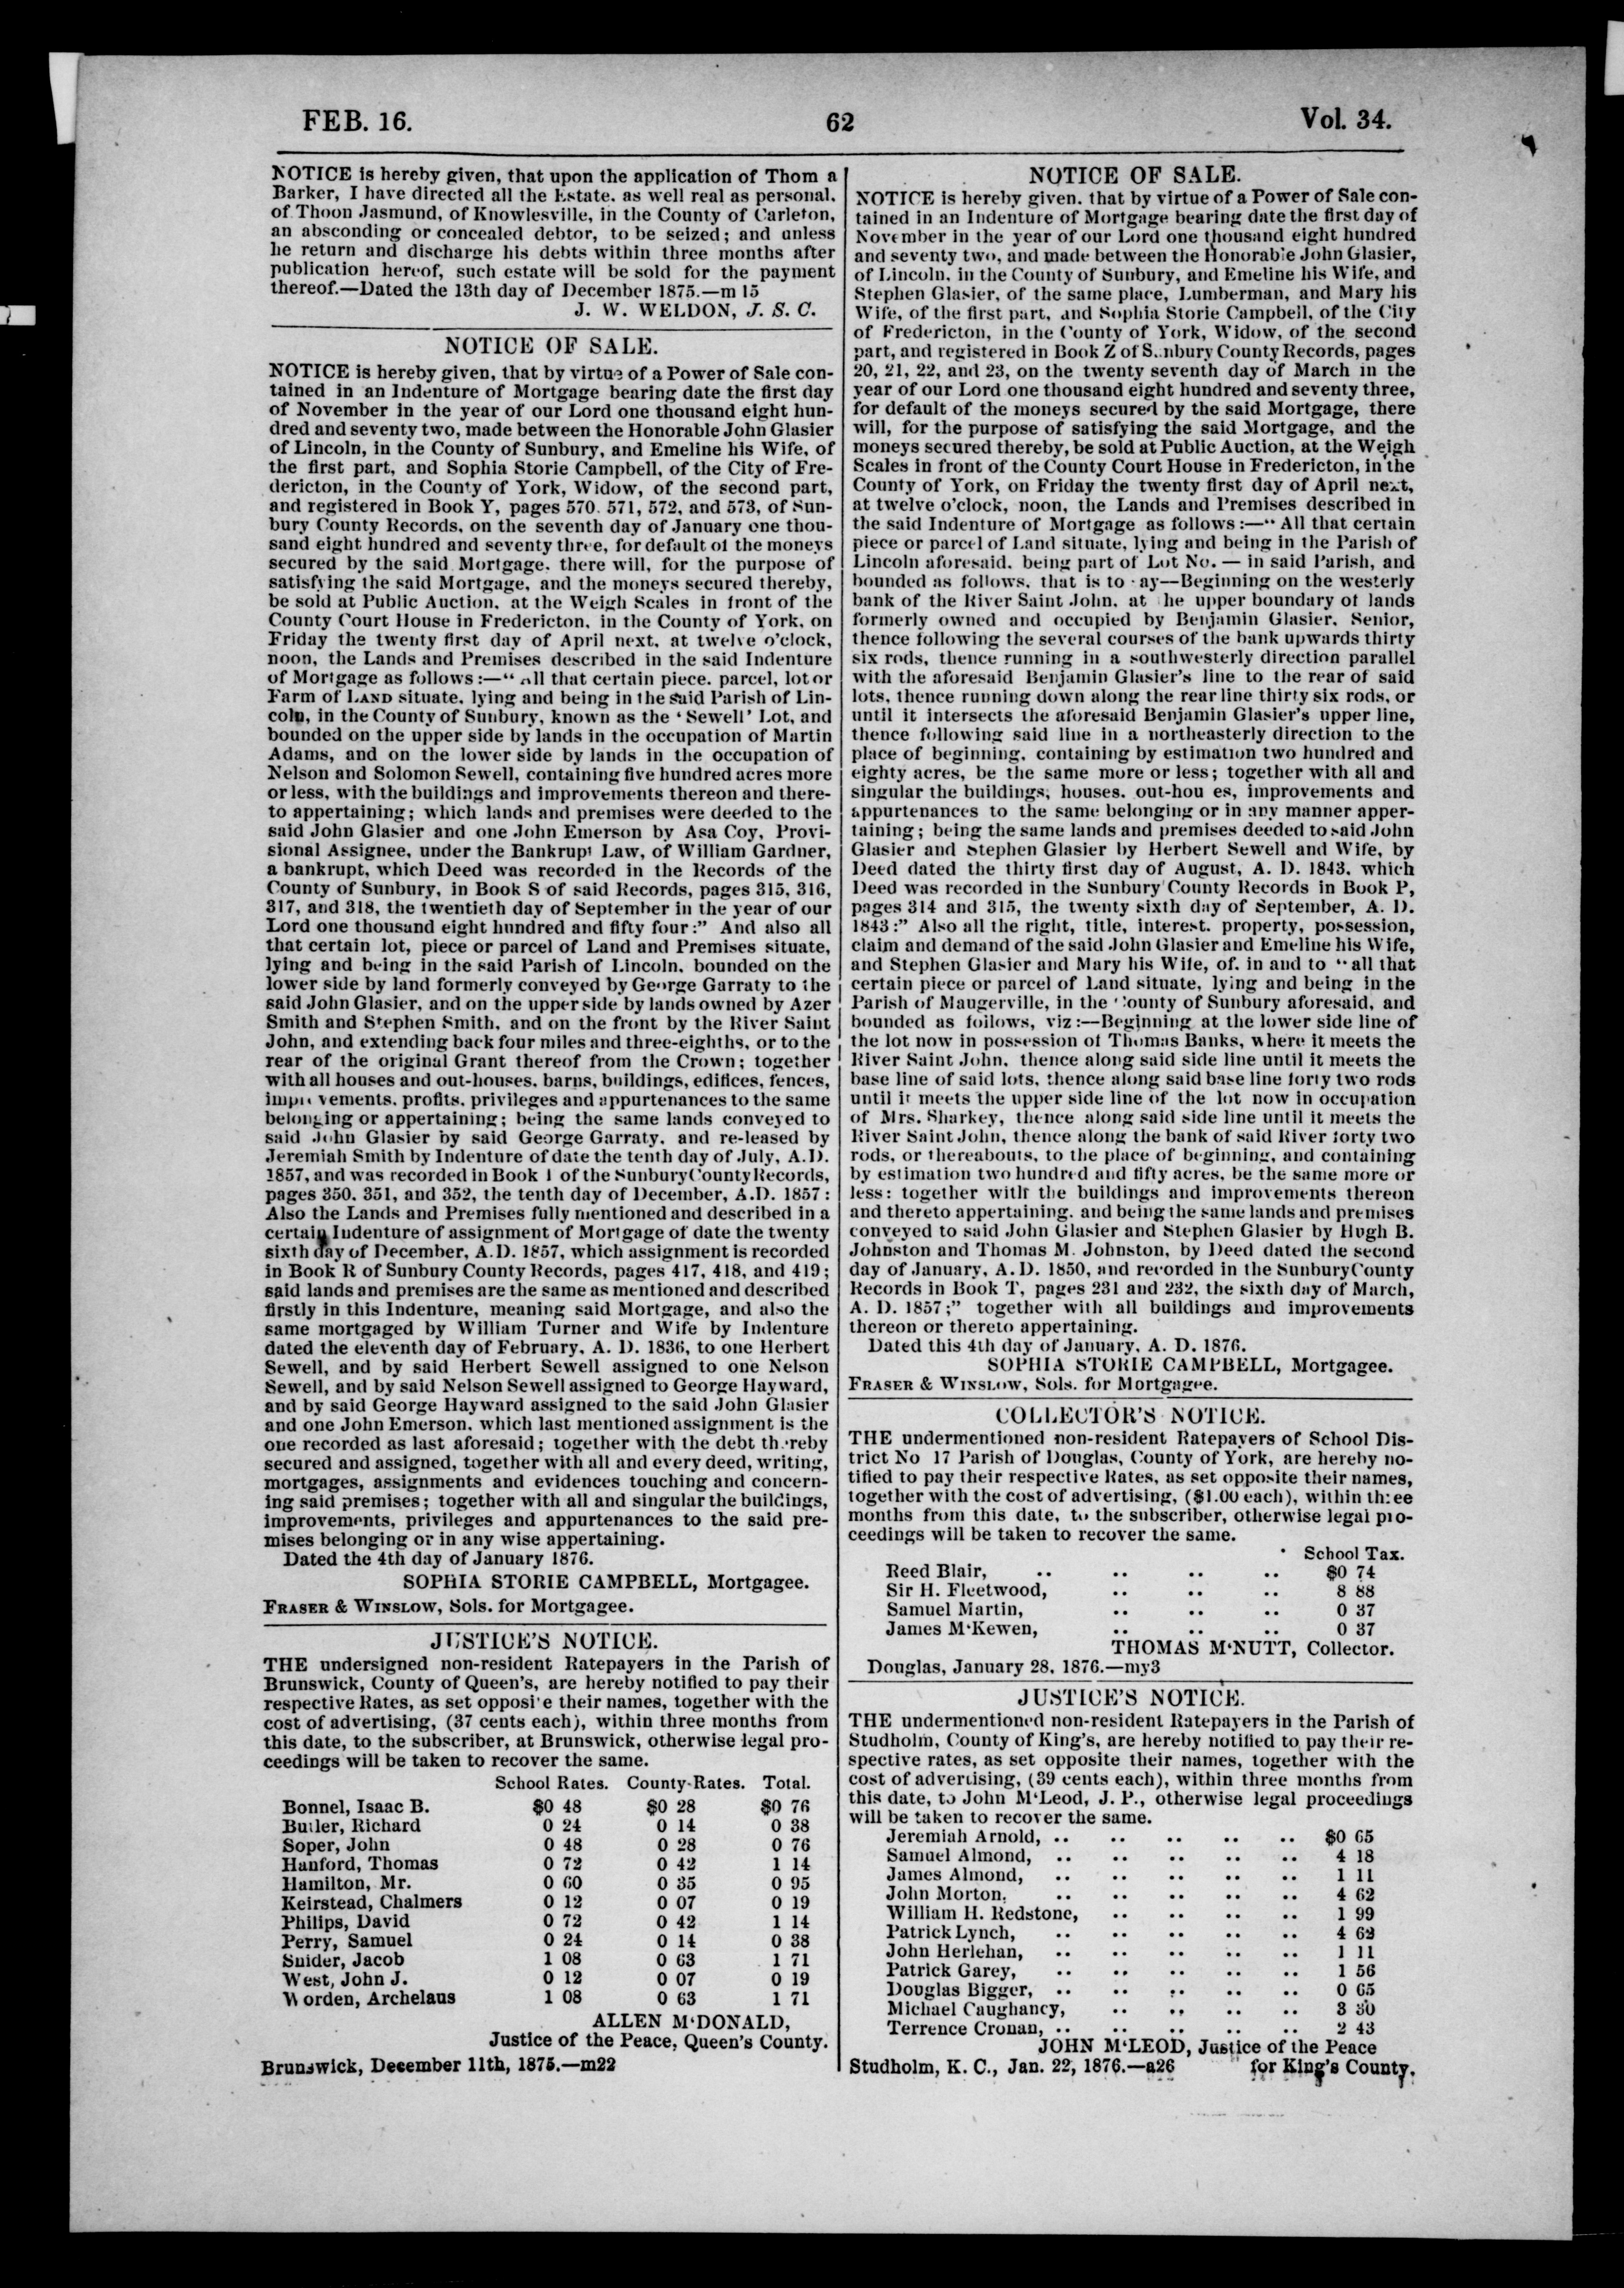 FEB. 16.
62
Vol. 34.
NOTICE is hereby given, that upon the application of Thom a
Barker, I have directed all the Estate. as well real as personal.
of Thoon Jasmund, of Knowlesville, in the County of Carleton,
an absconding or concealed debtor, to be seized; and unless
he return and discharge his debts within three months after
publication hereof, such estate will be sold for the payment
thereof.—Dated the 13th day of December 1875.—m 15
J. W. WELDON, J. S. C.
NOTICE OF SALE.
NOTICE is hereby given, that by virtue of a Power of Sale con-
tained in an Indenture of Mortgage bearing date the first day
of November in the year of our Lord one thousand eight hun-
dred and seventy two, made between the Honorable John Glasier
of Lincoln, in the County of Sunbury, and Emeline his Wife, of
the first part, and Sophia Storie Campbell, of the City of Fre-
dericton, in the County of York, Widow, of the second part,
and registered in Book Y, pages 570. 571, 572, and 573, of Sun-
bury County Records, on the seventh day of January one thou-
sand eight hundred and seventy three, for default of the moneys
secured by the said Mortgage. there will, for the purpose of
satisfying the said Mortgage, and the moneys secured thereby,
be sold at Public Auction. at the Weigh Scales in front of the
County Court House in Fredericton, in the County of York, on
Friday the twenty first day of April next, at twelve o'clock,
noon, the Lands and Premises described in the said Indenture
of Mortgage as follows :—" all that certain piece. parcel, lot or
Farm of LAND situate, lying and being in the said Parish of Lin-
coln, in the County of Sunbury, known as the 'Sewell' Lot, and
bounded on the upper side by lands in the occupation of Martin
Adams, and on the lower side by lands in the occupation of
Nelson and Solomon Sewell, containing five hundred acres more
or less, with the buildings and improvements thereon and there-
to appertaining; which lands and premises were deeded to the
said John Glasier and one John Emerson by Asa Coy, Provi-
sional Assignee, under the Bankrupt Law, of William Gardner,
a bankrupt, which Deed was recorded in the Records of the
County of Sunbury, in Book S of said Records, pages 315, 316,
317, and 318, the twentieth day of September in the year of our
Lord one thousand eight hundred and fifty four:" And also all
that certain lot, piece or parcel of Land and Premises situate,
lying and being in the said Parish of Lincoln. bounded on the
lower side by land formerly conveyed by George Garraty to the
said John Glasier, and on the upper side by lands owned by Azer
Smith and Stephen Smith, and on the front by the River Saint
John, and extending back four miles and three-eighths, or to the
rear of the original Grant thereof from the Crown; together
with all houses and out-houses. barns, buildings, edifices, fences,
improvements. profits. privileges and appurtenances to the same
belonging or appertaining; being the same lands conveyed to
said John Glasier by said George Garraty. and re-leased by
Jeremiah Smith by Indenture of date the tenth day of July, A.D.
1857, and was recorded in Book 1 of the Sunbury County Records,
pages 350. 351, and 352, the tenth day of December, A.D. 1857:
Also the Lands and Premises fully mentioned and described in a
certain Indenture of assignment of Mortgage of date the twenty
sixth day of December, A.D. 1857, which assignment is recorded
in Book R of Sunbury County Records, pages 417, 418, and 419;
said lands and premises are the same as mentioned and described
firstly in this Indenture, meaning said Mortgage, and also the
same mortgaged by William Turner and Wife by Indenture
dated the eleventh day of February, A. D. 1836, to one Herbert
Sewell, and by said Herbert Sewell assigned to one Nelson
Sewell, and by said Nelson Sewell assigned to George Hayward,
and by said George Hayward assigned to the said John Glasier
and one John Emerson. which last mentioned assignment is the
one recorded as last aforesaid; together with the debt thereby
secured and assigned, together with all and every deed, writing,
mortgages, assignments and evidences touching and concern-
ing said premises; together with all and singular the buildings,
improvements, privileges and appurtenances to the said pre-
mises belonging or in any wise appertaining.
Dated the 4th day of January 1876.
SOPHIA STORIE CAMPBELL, Mortgagee.
FRASER & WINSLOW, Sols. for Mortgagee.
JUSTICE'S NOTICE.
THE undersigned non-resident Ratepayers in the Parish of
Brunswick, County of Queen's, are hereby notified to pay their
respective Rates, as set opposite their names, together with the
cost of advertising, (37 cents each), within three months from
this date, to the subscriber, at Brunswick, otherwise legal pro-
ceedings will be taken to recover the same.
School Rates. County Rates. Total.
Bonnel, Isaac B. $0 48 $0 28 $0 76
Butler, Richard 0 24 0 14 0 38
Soper, John 0 48 0 28 0 76
Hanford, Thomas 0 72 0 42 1 14
Hamilton, Mr. 0 60 0 35 0 95
Keirstead, Chalmers 0 12 0 07 0 19
Philips, David 0 72 0 42 1 14
Perry, Samuel 0 24 0 14 0 38
Snider, Jacob 1 08 0 63 1 71
West, John J. 0 12 0 07 0 19
Worden, Archelaus 1 08 0 63 1 71
ALLEN M'DONALD,
Justice of the Peace, Queen's County.
Brunswick, December 11th, 1875.—m22
NOTICE OF SALE.
NOTICE is hereby given. that by virtue of a Power of Sale con-
tained in an Indenture of Mortgage bearing date the first day of
November in the year of our Lord one thousand eight hundred
and seventy two, and made between the Honorable John Glasier,
of Lincoln, in the County of Sunbury, and Emeline his Wife, and
Stephen Glasier, of the same place, Lumberman, and Mary his
Wife, of the first part, and Sophia Storie Campbell, of the City
of Fredericton, in the County of York, Widow, of the second
part, and registered in Book Z of Sunbury County Records, pages
20, 21, 22, and 23, on the twenty seventh day of March in the
year of our Lord one thousand eight hundred and seventy three,
for default of the moneys secured by the said Mortgage, there
will, for the purpose of satisfying the said Mortgage, and the
moneys secured thereby, be sold at Public Auction, at the Weigh
Scales in front of the County Court House in Fredericton, in the
County of York, on Friday the twenty first day of April next,
at twelve o'clock, noon, the Lands and Premises described in
the said Indenture of Mortgage as follows :—" All that certain
piece or parcel of Land situate, lying and being in the Parish of
Lincoln aforesaid. being part of Lot No. — in said Parish, and
bounded as follows. that is to ay—Beginning on the westerly
bank of the River Saint John. at he upper boundary of lands
formerly owned and occupied by Benjamin Glasier. Senior,
thence following the several courses of the bank upwards thirty
six rods, thence running in a southwesterly direction parallel
with the aforesaid Benjamin Glasier's line to the rear of said
lots, thence running down along the rear line thirty six rods, or
until it intersects the aforesaid Benjamin Glasier's upper line,
thence following said line in a northeasterly direction to the
place of beginning. containing by estimation two hundred and
eighty acres, be the same more or less; together with all and
singular the buildings, houses. out-hou es, improvements and
appurtenances to the same belonging or in any manner apper-
taining; being the same lands and premises deeded to said John
Glasier and Stephen Glasier by Herbert Sewell and Wife, by
Deed dated the thirty first day of August, A. D. 1843. which
Deed was recorded in the Sunbury County Records in Book P,
pages 314 and 315, the twenty sixth day of September, A. D.
1843:" Also all the right, title, interest. property, possession,
claim and demand of the said John Glasier and Emeline his Wife,
and Stephen Glasier and Mary his Wife, of. in and to "all that
certain piece or parcel of Land situate, lying and being in the
Parish of Maugerville, in the County of Sunbury aforesaid, and
bounded as follows, viz:—Beginning at the lower side line of
the lot now in possession of Thomas Banks, where it meets the
River Saint John. thence along said side line until it meets the
base line of said lots, thence along said base line forty two rods
until it meets the upper side line of the lot now in occupation
of Mrs. Sharkey, thence along said side line until it meets the
River Saint John, thence along the bank of said River forty two
rods, or thereabouts, to the place of beginning, and containing
by estimation two hundred and fifty acres, be the same more or
less: together with the buildings and improvements thereon
and thereto appertaining. and being the same lands and premises
conveyed to said John Glasier and Stephen Glasier by Hugh B.
Johnston and Thomas M. Johnston, by Deed dated the second
day of January, A. D. 1850, and recorded in the Sunbury County
Records in Book T, pages 231 and 232, the sixth day of March,
A. D. 1857;" together with all buildings and improvements
thereon or thereto appertaining.
Dated this 4th day of January, A. D. 1876.
SOPHIA STORIE CAMPBELL, Mortgagee.
FRASER & WINSLOW, Sols. for Mortgagee.
COLLECTOR'S NOTICE.
THE undermentioned non-resident Ratepayers of School Dis-
trict No 17 Parish of Douglas, County of York, are hereby no-
tified to pay their respective Rates, as set opposite their names,
together with the cost of advertising, ($1.00 each), within three
months from this date, to the subscriber, otherwise legal pro-
ceedings will be taken to recover the same.
School Tax.
Reed Blair, .. .. .. .. $0 74
Sir H. Fleetwood, .. .. .. 8 88
Samuel Martin, .. .. .. 0 37
James M'Kewen, .. .. .. 0 37
THOMAS M'NUTT, Collector.
Douglas, January 28, 1876.—my3
JUSTICE'S NOTICE.
THE undermentioned non-resident Ratepayers in the Parish of
Studholm, County of King's, are hereby notified to pay their re-
spective rates, as set opposite their names, together with the
cost of advertising, (39 cents each), within three months from
this date, to John M'Leod, J. P., otherwise legal proceedings
will be taken to recover the same.
Jeremiah Arnold, .. .. .. .. .. $0 65
Samuel Almond, .. .. .. .. .. 4 18
James Almond, .. .. .. .. .. 1 11
John Morton, .. .. .. .. .. 4 62
William H. Redstone, .. .. .. .. 1 99
Patrick Lynch, .. .. .. .. .. 4 62
John Herlehan, .. .. .. .. .. 1 11
Patrick Garey, .. .. .. .. .. 1 56
Douglas Bigger, .. .. .. .. .. 0 65
Michael Caughancy, .. .. .. .. 3 30
Terrence Cronan, .. .. .. .. .. 2 43
JOHN M'LEOD, Justice of the Peace
Studholm, K. C., Jan. 22, 1876.—a26 for King's County.